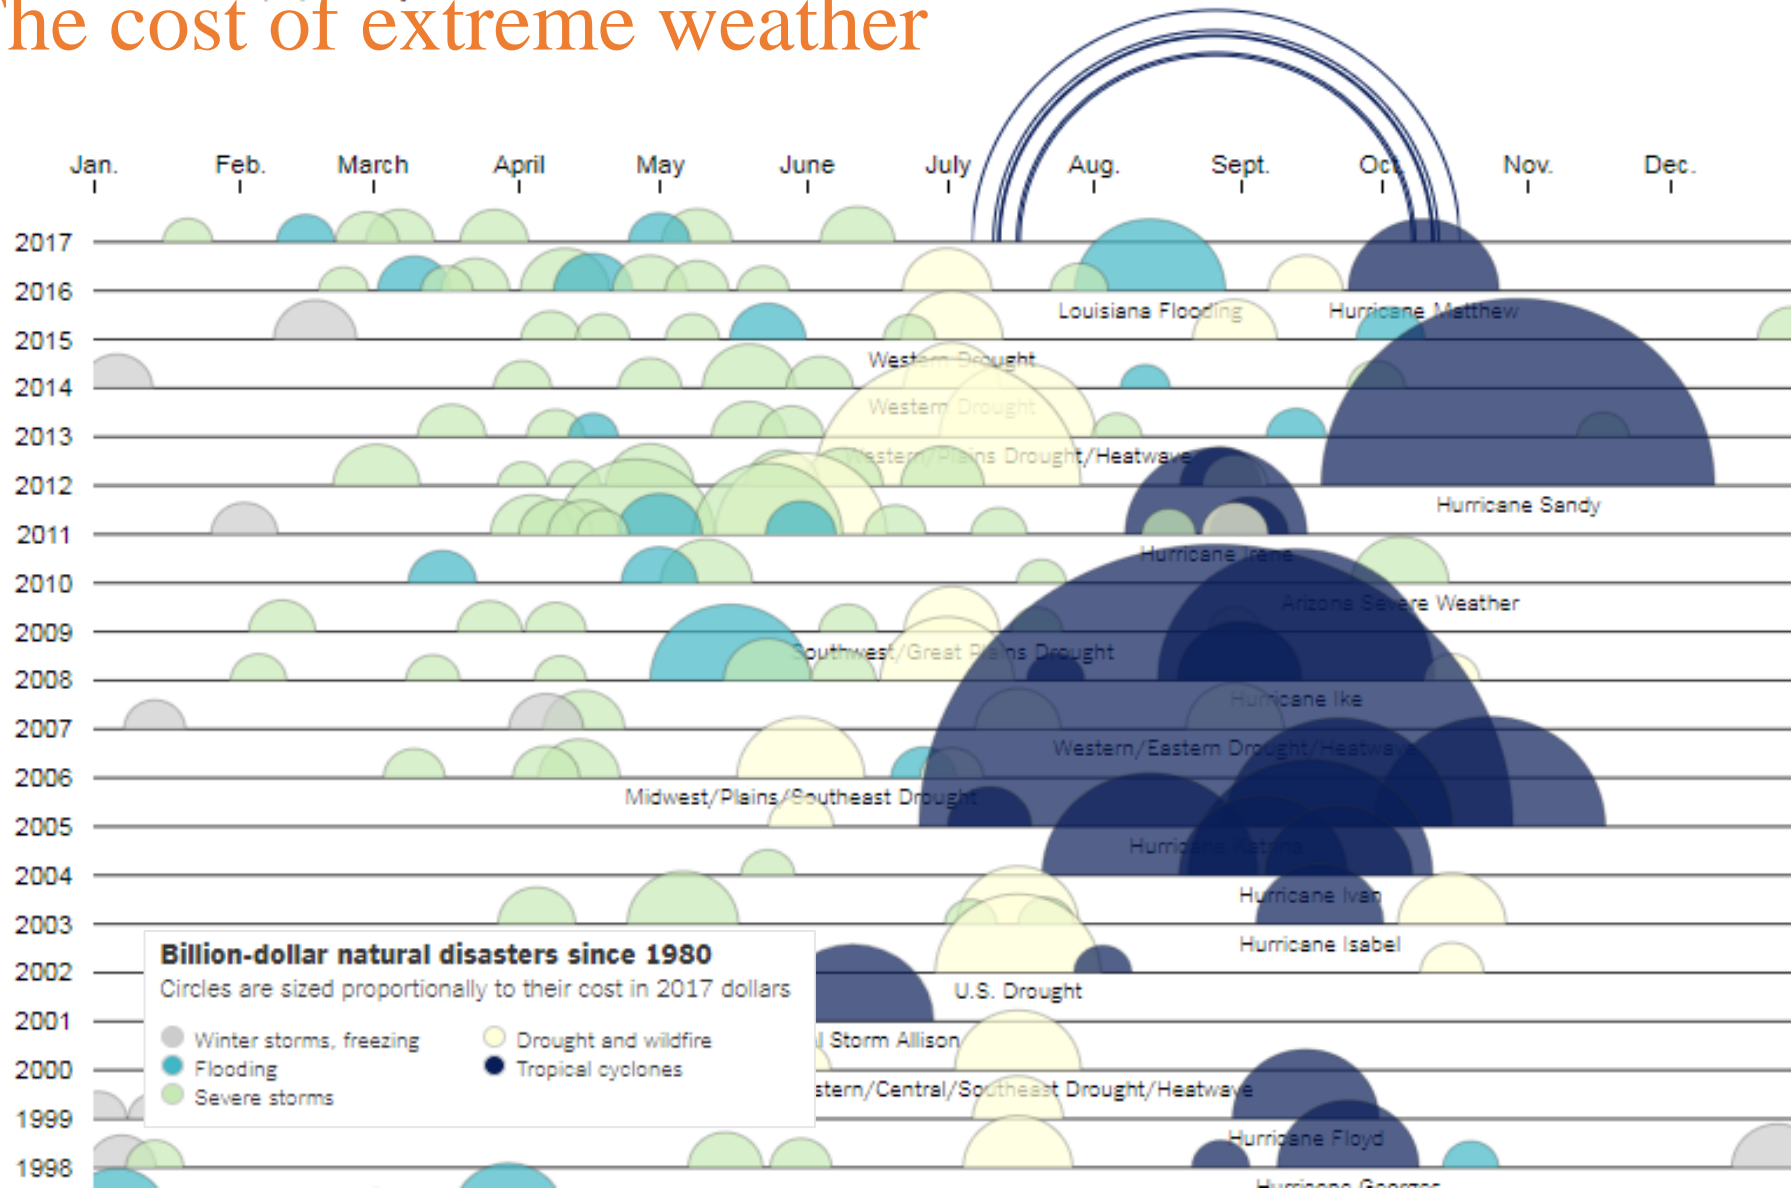 The cost of extreme weather
Jan. Feb. March April May June July Aug. Sept. Oct. Nov. Dec.
2017
2016
Louisiana Flooding Hurricane Matthew
2015
Western Drought
2014
Western Drought
2013
Western/Plains Drought/Heatwave
2012
Hurricane Sandy
2011
Hurricane Irene
2010
Arizona Severe Weather
2009
Southwest/Great Plains Drought
2008
Hurricane Ike
2007
Western/Eastern Drought/Heatwave
2006
Midwest/Plains/Southeast Drought
2005
Hurricane Katrina
2004
Hurricane Ivan
2003
Hurricane Isabel
2002
U.S. Drought
2001
l Storm Allison
2000
stern/Central/Southeast Drought/Heatwave
1999
Hurricane Floyd
1998
Hurricane Georges
Billion-dollar natural disasters since 1980
Circles are sized proportionally to their cost in 2017 dollars
Winter storms, freezing
Flooding
Severe storms
Drought and wildfire
Tropical cyclones